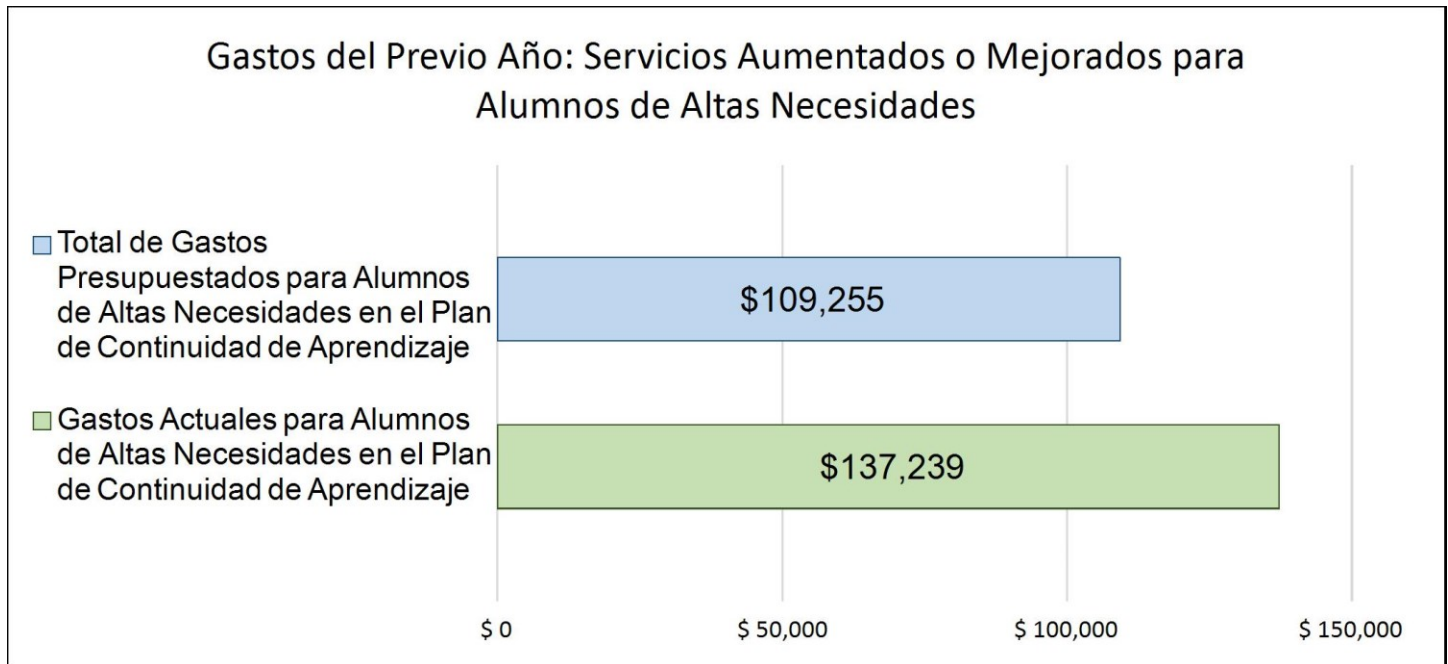 Gastos del Previo Año: Servicios Aumentados o Mejorados para
Alumnos de Altas Necesidades
Total de Gastos
Presupuestados para Alumnos
de Altas Necesidades en el Plan
de Continuidad de Aprendizaje
$109,255
Gastos Actuales para Alumnos
de Altas Necesidades en el Plan
de Continuidad de Aprendizaje
$137,239
$ 0
$ 50,000
$ 100,000
$ 150,000